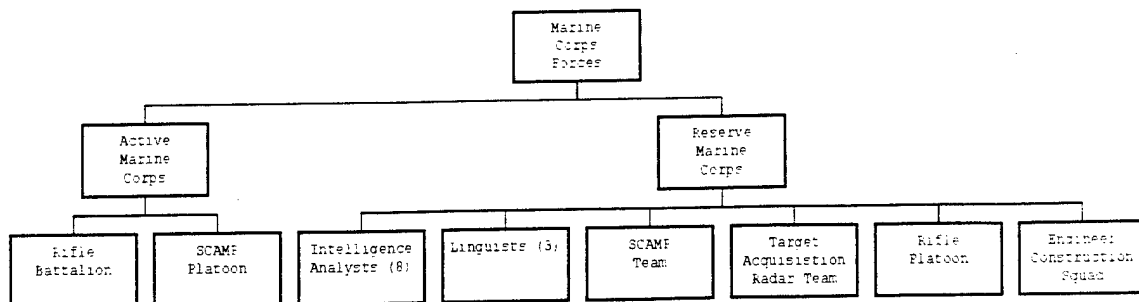 Marine
Corps
Forces
Active
Marine
Corps
Reserve
Marine
Corps
Rifle
Battalion
SCAMP
Platoon
Intelligence
Analysts (8)
Linguists (3)
SCAMP
Team
Target
Acquisistion
Radar Team
Rifle
Platoon
Engineer
Construction
Squad